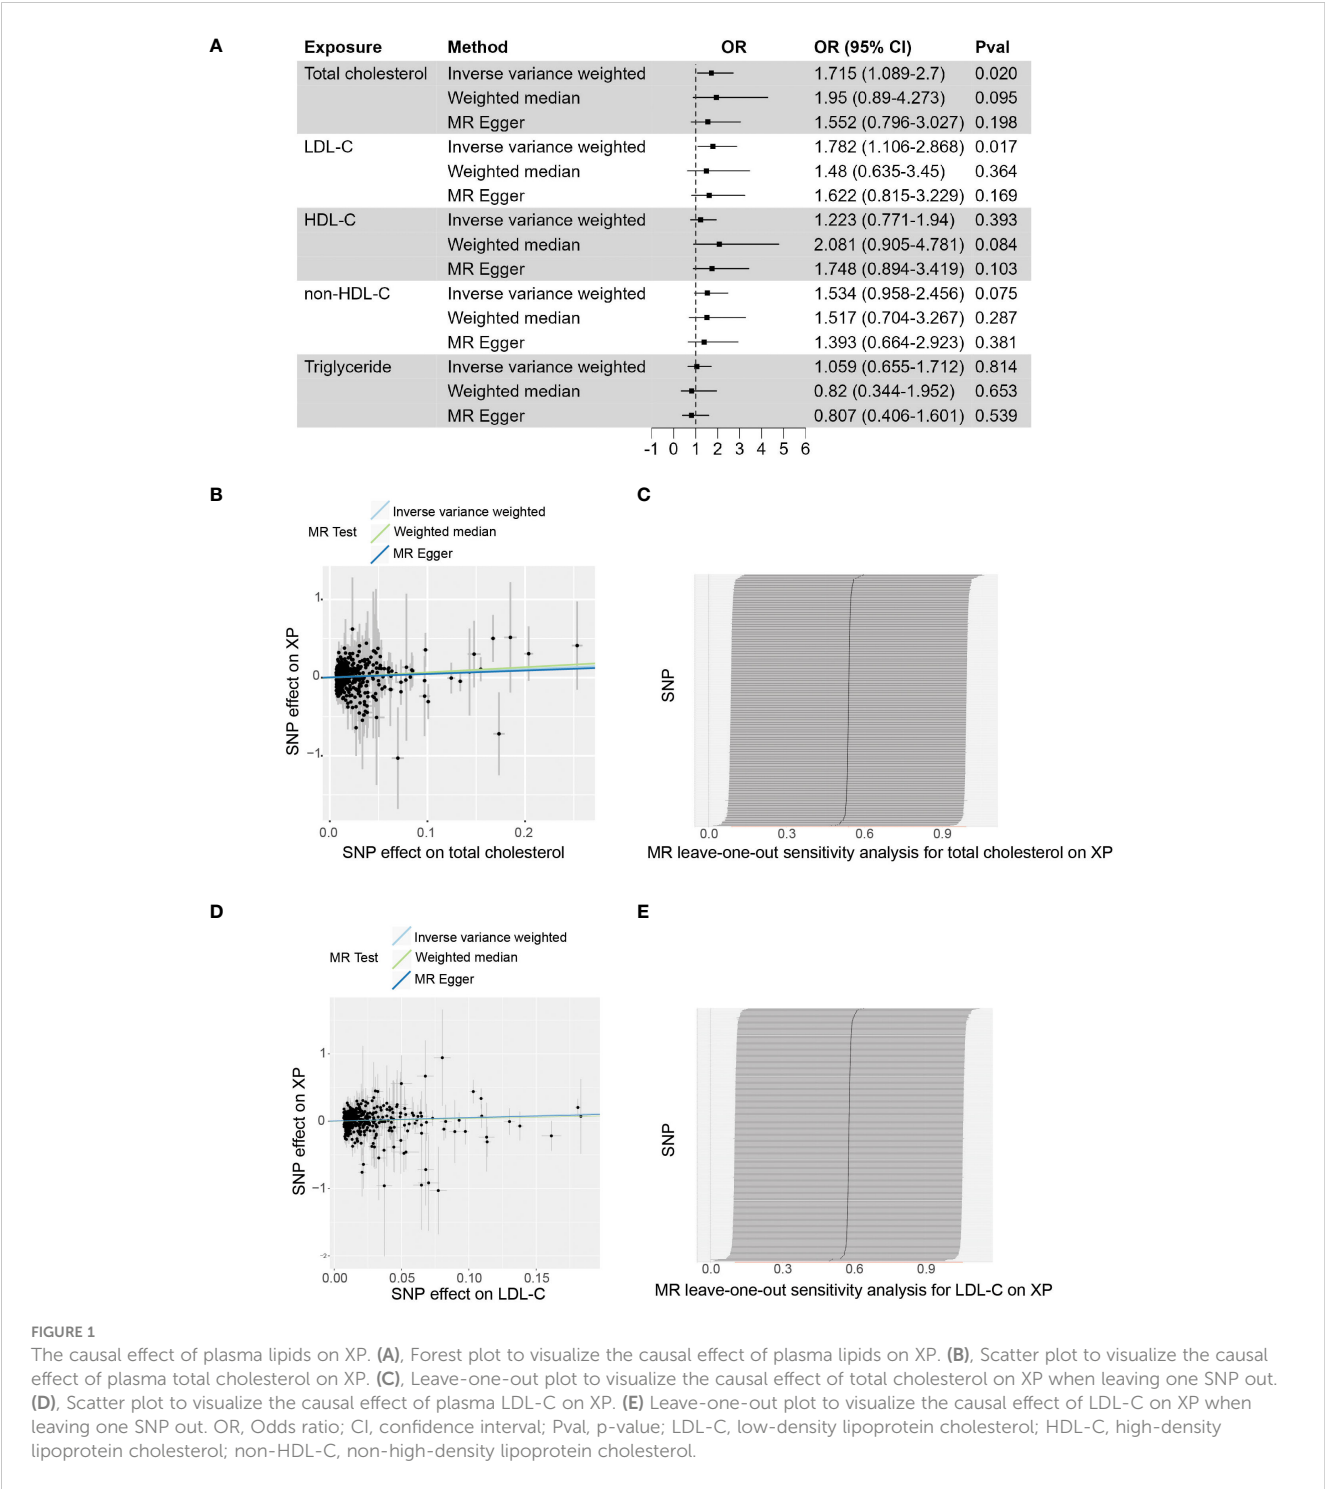 A
Exposure Method OR OR (95% CI) Pval
Total cholesterol Inverse variance weighted 1.715 (1.089-2.7) 0.020
Weighted median 1.95 (0.89-4.273) 0.095
MR Egger 1.552 (0.796-3.027) 0.198
LDL-C Inverse variance weighted 1.782 (1.106-2.868) 0.017
Weighted median 1.48 (0.635-3.45) 0.364
MR Egger 1.622 (0.815-3.229) 0.169
HDL-C Inverse variance weighted 1.223 (0.771-1.94) 0.393
Weighted median 2.081 (0.905-4.781) 0.084
MR Egger 1.748 (0.894-3.419) 0.103
non-HDL-C Inverse variance weighted 1.534 (0.958-2.456) 0.075
Weighted median 1.517 (0.704-3.267) 0.287
MR Egger 1.393 (0.664-2.923) 0.381
Triglyceride Inverse variance weighted 1.059 (0.655-1.712) 0.814
Weighted median 0.82 (0.344-1.952) 0.653
MR Egger 0.807 (0.406-1.601) 0.539
-1 0 1 2 3 4 5 6
B
MR Test
Inverse variance weighted
Weighted median
MR Egger
SNP effect on XP
1
0
−1
0.0 0.1 0.2
SNP effect on total cholesterol
C
SNP
0.0 0.3 0.6 0.9
MR leave-one-out sensitivity analysis for total cholesterol on XP
D
MR Test
Inverse variance weighted
Weighted median
MR Egger
SNP effect on XP
1
0
−1
−2
0.00 0.05 0.10 0.15
SNP effect on LDL-C
E
SNP
0.0 0.3 0.6 0.9
MR leave-one-out sensitivity analysis for LDL-C on XP
FIGURE 1
The causal effect of plasma lipids on XP. (A), Forest plot to visualize the causal effect of plasma lipids on XP. (B), Scatter plot to visualize the causal
effect of plasma total cholesterol on XP. (C), Leave-one-out plot to visualize the causal effect of total cholesterol on XP when leaving one SNP out.
(D), Scatter plot to visualize the causal effect of plasma LDL-C on XP. (E) Leave-one-out plot to visualize the causal effect of LDL-C on XP when
leaving one SNP out. OR, Odds ratio; CI, confidence interval; Pval, p-value; LDL-C, low-density lipoprotein cholesterol; HDL-C, high-density
lipoprotein cholesterol; non-HDL-C, non-high-density lipoprotein cholesterol.